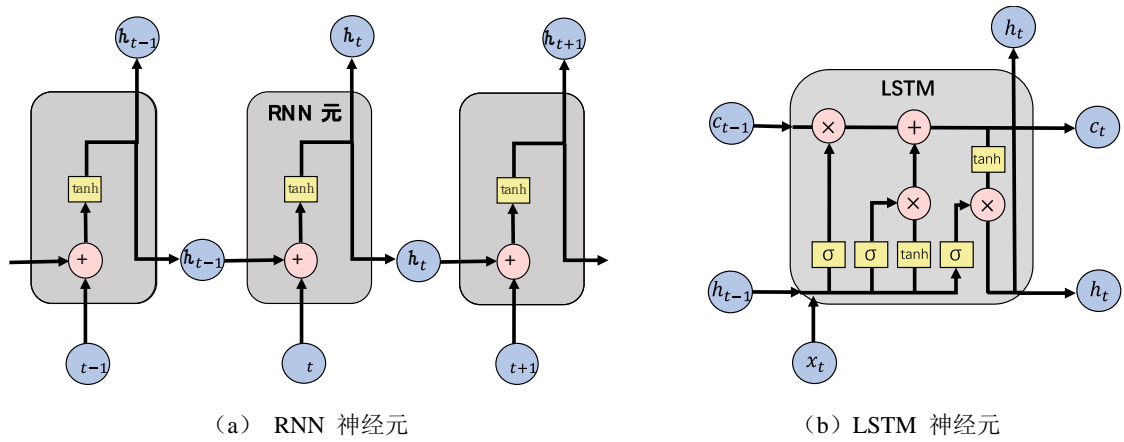 h_{t−1} h_t h_{t+1} h_t
RNN 元 LSTM
c_{t−1} × + c_t
tanh
tanh tanh tanh
× ×
σ σ tanh σ
+ h_{t−1} + h_t +
h_{t−1} h_t
t−1 t t+1 x_t
（a） RNN 神经元 （b）LSTM 神经元